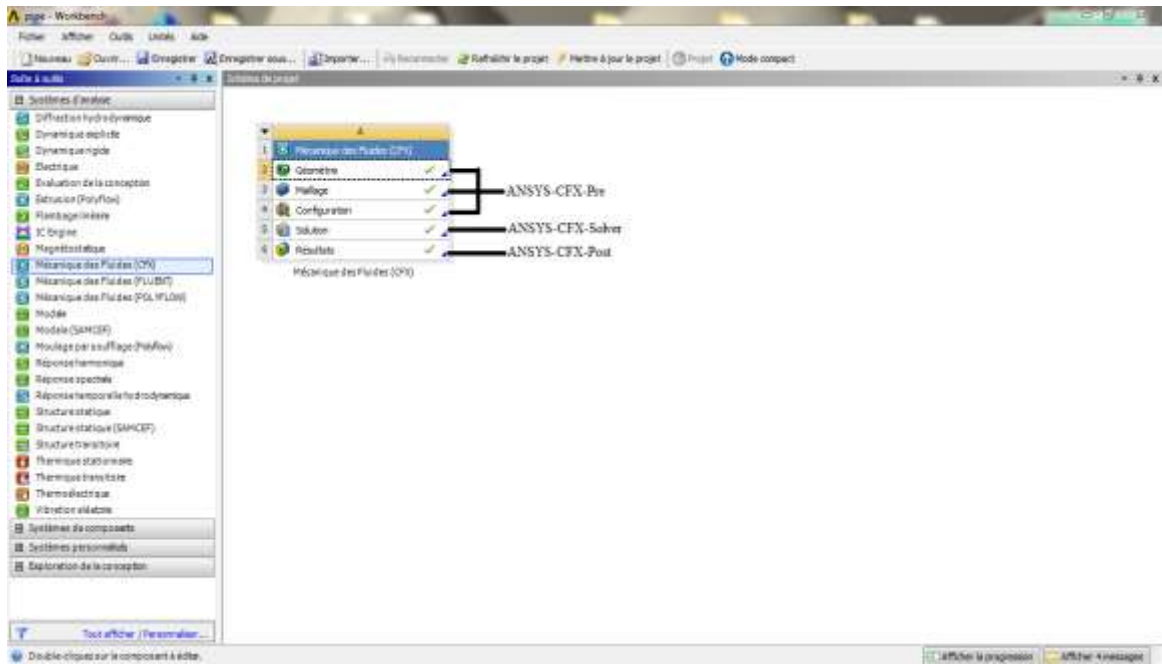 pipe - Workbench
Fichier Afficher Outils Unités Aide
Nouveau Ouvrir... Enregistrer Enregistrer sous... Importer... Reconnecter Rafraîchir le projet Mettre à jour le projet Projet Mode compact
Boîte à outils
Schéma de projet
Systèmes d'analyse
Diffraction hydrodynamique
Dynamique explicite
Dynamique rigide
Electrique
Evaluation de la conception
Extrusion (PolyFlow)
Flambage linéaire
IC Engine
Magnétostatique
Mécanique des Fluides (CFX)
Mécanique des Fluides (FLUENT)
Mécanique des Fluides (POLYFLOW)
Modale
Modale (SAMCEF)
Moulage par soufflage (Polyflow)
Réponse harmonique
Réponse spectrale
Réponse temporelle hydrodynamique
Structure statique
Structure statique (SAMCEF)
Structure transitoire
Thermique stationnaire
Thermique transitoire
Thermoélectrique
Vibration aléatoire
Systèmes de composants
Systèmes personnalisés
Exploration de la conception
Tout afficher / Personnaliser...
A
1 Mécanique des Fluides (CFX)
2 Géométrie
3 Maillage ANSYS-CFX-Pre
4 Configuration
5 Solution ANSYS-CFX-Solver
6 Résultats ANSYS-CFX-Post
Mécanique des Fluides (CFX)
Double-cliquez sur le composant à éditer.
Afficher la progression Afficher 4 messages